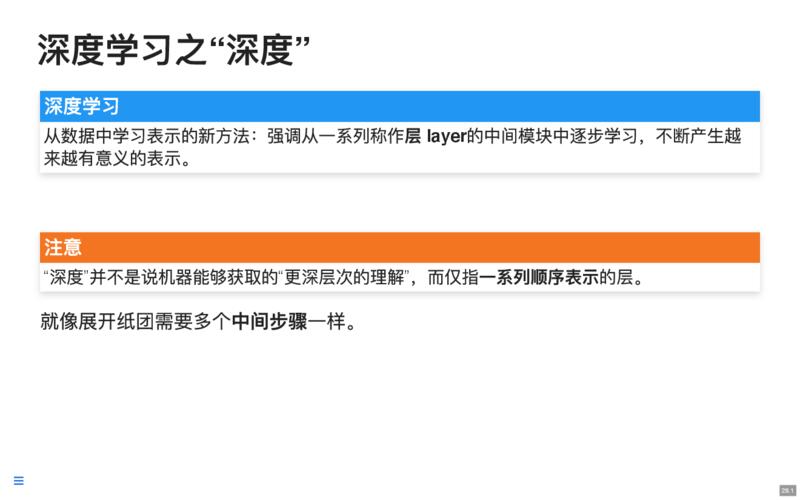 深度学习之“深度”
深度学习
从数据中学习表示的新方法：强调从一系列称作层 layer的中间模块中逐步学习，不断产生越
来越有意义的表示。
注意
“深度”并不是说机器能够获取的“更深层次的理解”，而仅指一系列顺序表示的层。
就像展开纸团需要多个中间步骤一样。
29.1